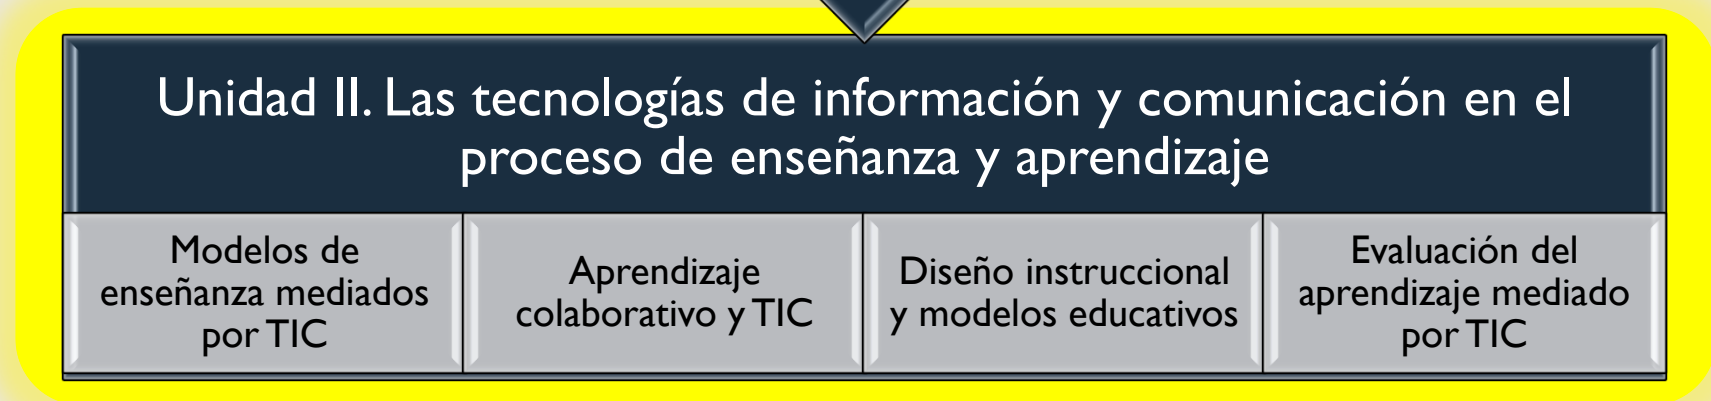 Unidad II. Las tecnologías de información y comunicación en el
proceso de enseñanza y aprendizaje
Modelos de
enseñanza mediados
por TIC
Aprendizaje
colaborativo y TIC
Diseño instruccional
y modelos educativos
Evaluación del
aprendizaje mediado
por TIC